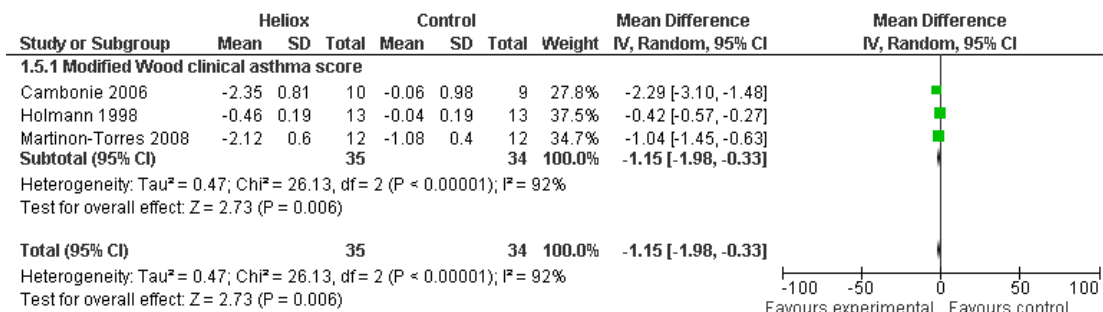 Heliox Control Mean Difference Mean Difference
Study or Subgroup Mean SD Total Mean SD Total Weight IV, Random, 95% CI IV, Random, 95% CI
1.5.1 Modified Wood clinical asthma score
Cambonie 2006 -2.35 0.81 10 -0.06 0.98 9 27.8% -2.29 [-3.10, -1.48]
Holmann 1998 -0.46 0.19 13 -0.04 0.19 13 37.5% -0.42 [-0.57, -0.27]
Martinon-Torres 2008 -2.12 0.6 12 -1.08 0.4 12 34.7% -1.04 [-1.45, -0.63]
Subtotal (95% CI) 35 34 100.0% -1.15 [-1.98, -0.33]
Heterogeneity: Tau² = 0.47; Chi² = 26.13, df = 2 (P < 0.00001); I² = 92%
Test for overall effect: Z = 2.73 (P = 0.006)
Total (95% CI) 35 34 100.0% -1.15 [-1.98, -0.33]
Heterogeneity: Tau² = 0.47; Chi² = 26.13, df = 2 (P < 0.00001); I² = 92%
Test for overall effect: Z = 2.73 (P = 0.006)
-100 -50 0 50 100
Favours experimental Favours control